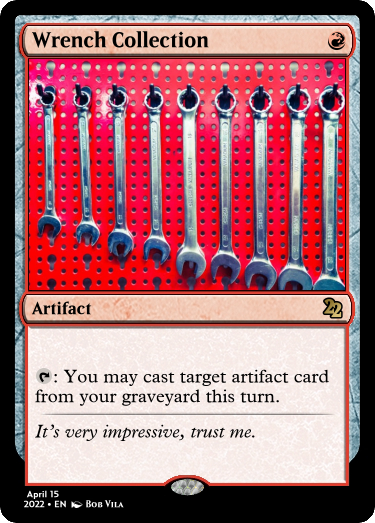 Wrench Collection
Artifact
22
: You may cast target artifact card
from your graveyard this turn.
It's very impressive, trust me.
April 15
2022 • EN Bob Vila